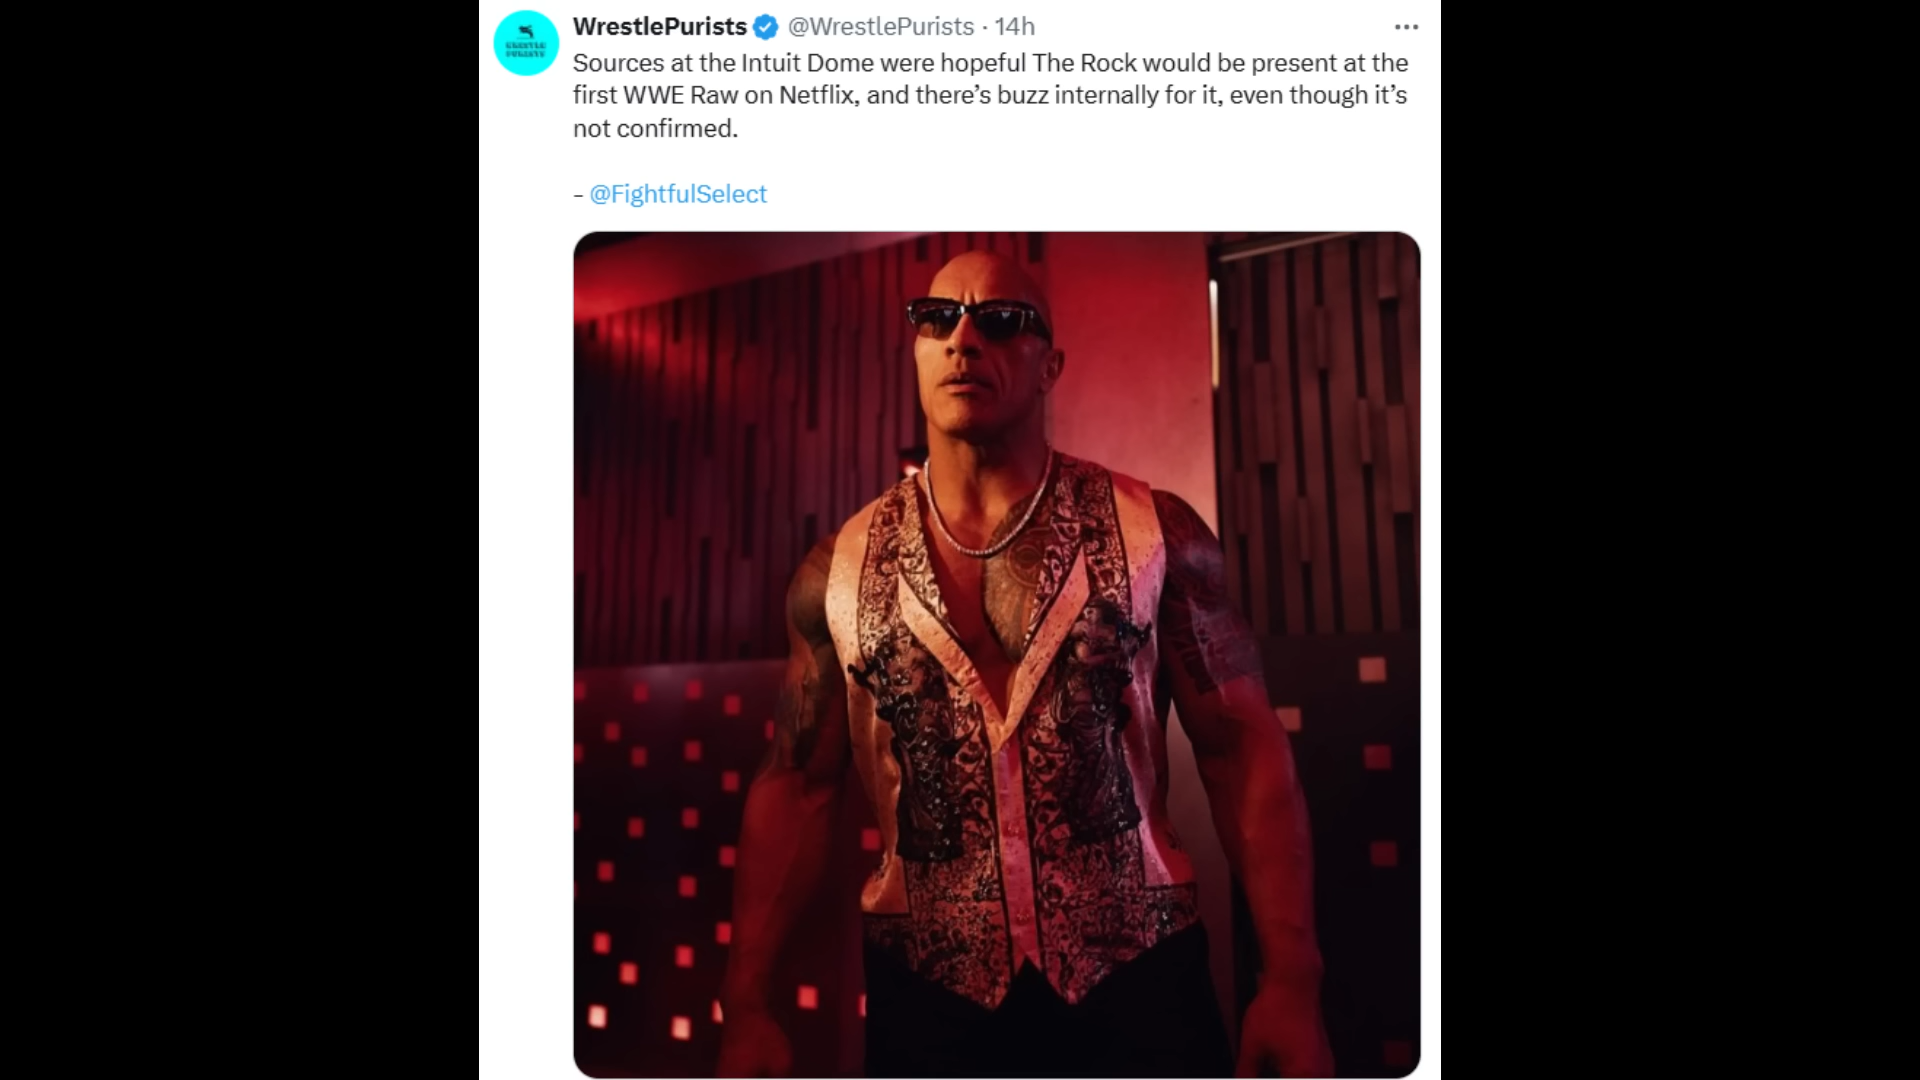 WrestlePurists @WrestlePurists · 14h
Sources at the Intuit Dome were hopeful The Rock would be present at the
first WWE Raw on Netflix, and there’s buzz internally for it, even though it’s
not confirmed.
- @FightfulSelect